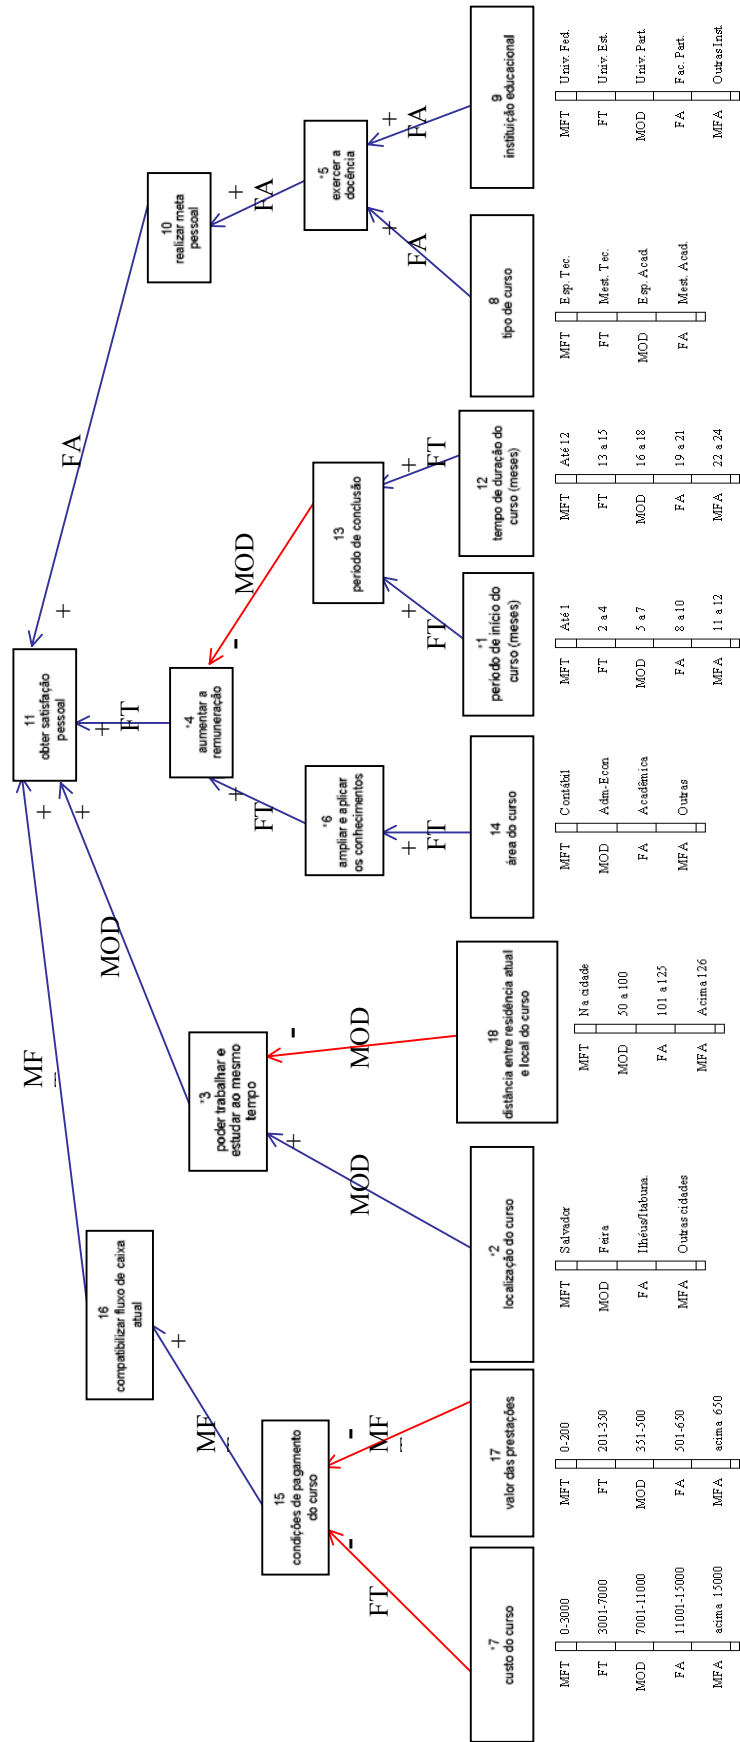 11
obter satisfação
pessoal
+
+
+
+
MF
MOD
FT
FA
16
compatibilizar fluxo de caixa
atual
10
realizar meta
pessoal
*4
aumentar a
remuneração
*3
poder trabalhar e
estudar ao mesmo
tempo
+
MF
+
FT
-
MOD
+
FA
15
condições de pagamento
do curso
*6
ampliar e aplicar
os conhecimentos
13
período de conclusão
*5
exercer a
docência
-
FT
-
MF
+
MOD
-
MOD
+
FT
+
FT
+
FT
+
FA
+
FA
*7
custo do curso
17
valor das prestações
*2
localização do curso
18
distância entre residência atual
e local do curso
14
área do curso
*1
período de início do
curso (meses)
12
tempo de duração do
curso (meses)
8
tipo de curso
9
instituição educacional
MFT 0-3000
FT 3001-7000
MOD 7001-11000
FA 11001-15000
MFA acima 15000
MFT 0-200
FT 201-350
MOD 351-500
FA 501-650
MFA acima 650
MFT Salvador
MOD Feira
FA Ilhéus/Itabuna.
MFA Outras cidades
MFT Na cidade
MOD 50 a 100
FA 101 a 125
MFA Acima 126
MFT Contábil
MOD Adm-Econ
FA Acadêmica
MFA Outras
MFT Até 1
FT 2 a 4
MOD 5 a 7
FA 8 a 10
MFA 11 a 12
MFT Até 12
FT 13 a 15
MOD 16 a 18
FA 19 a 21
MFA 22 a 24
MFT Esp. Tec.
FT Mest. Tec.
MOD Esp. Acad.
FA Mest. Acad.
MFT Univ. Fed.
FT Univ. Est.
MOD Univ. Part.
FA Fac. Part.
MFA Outras Inst.